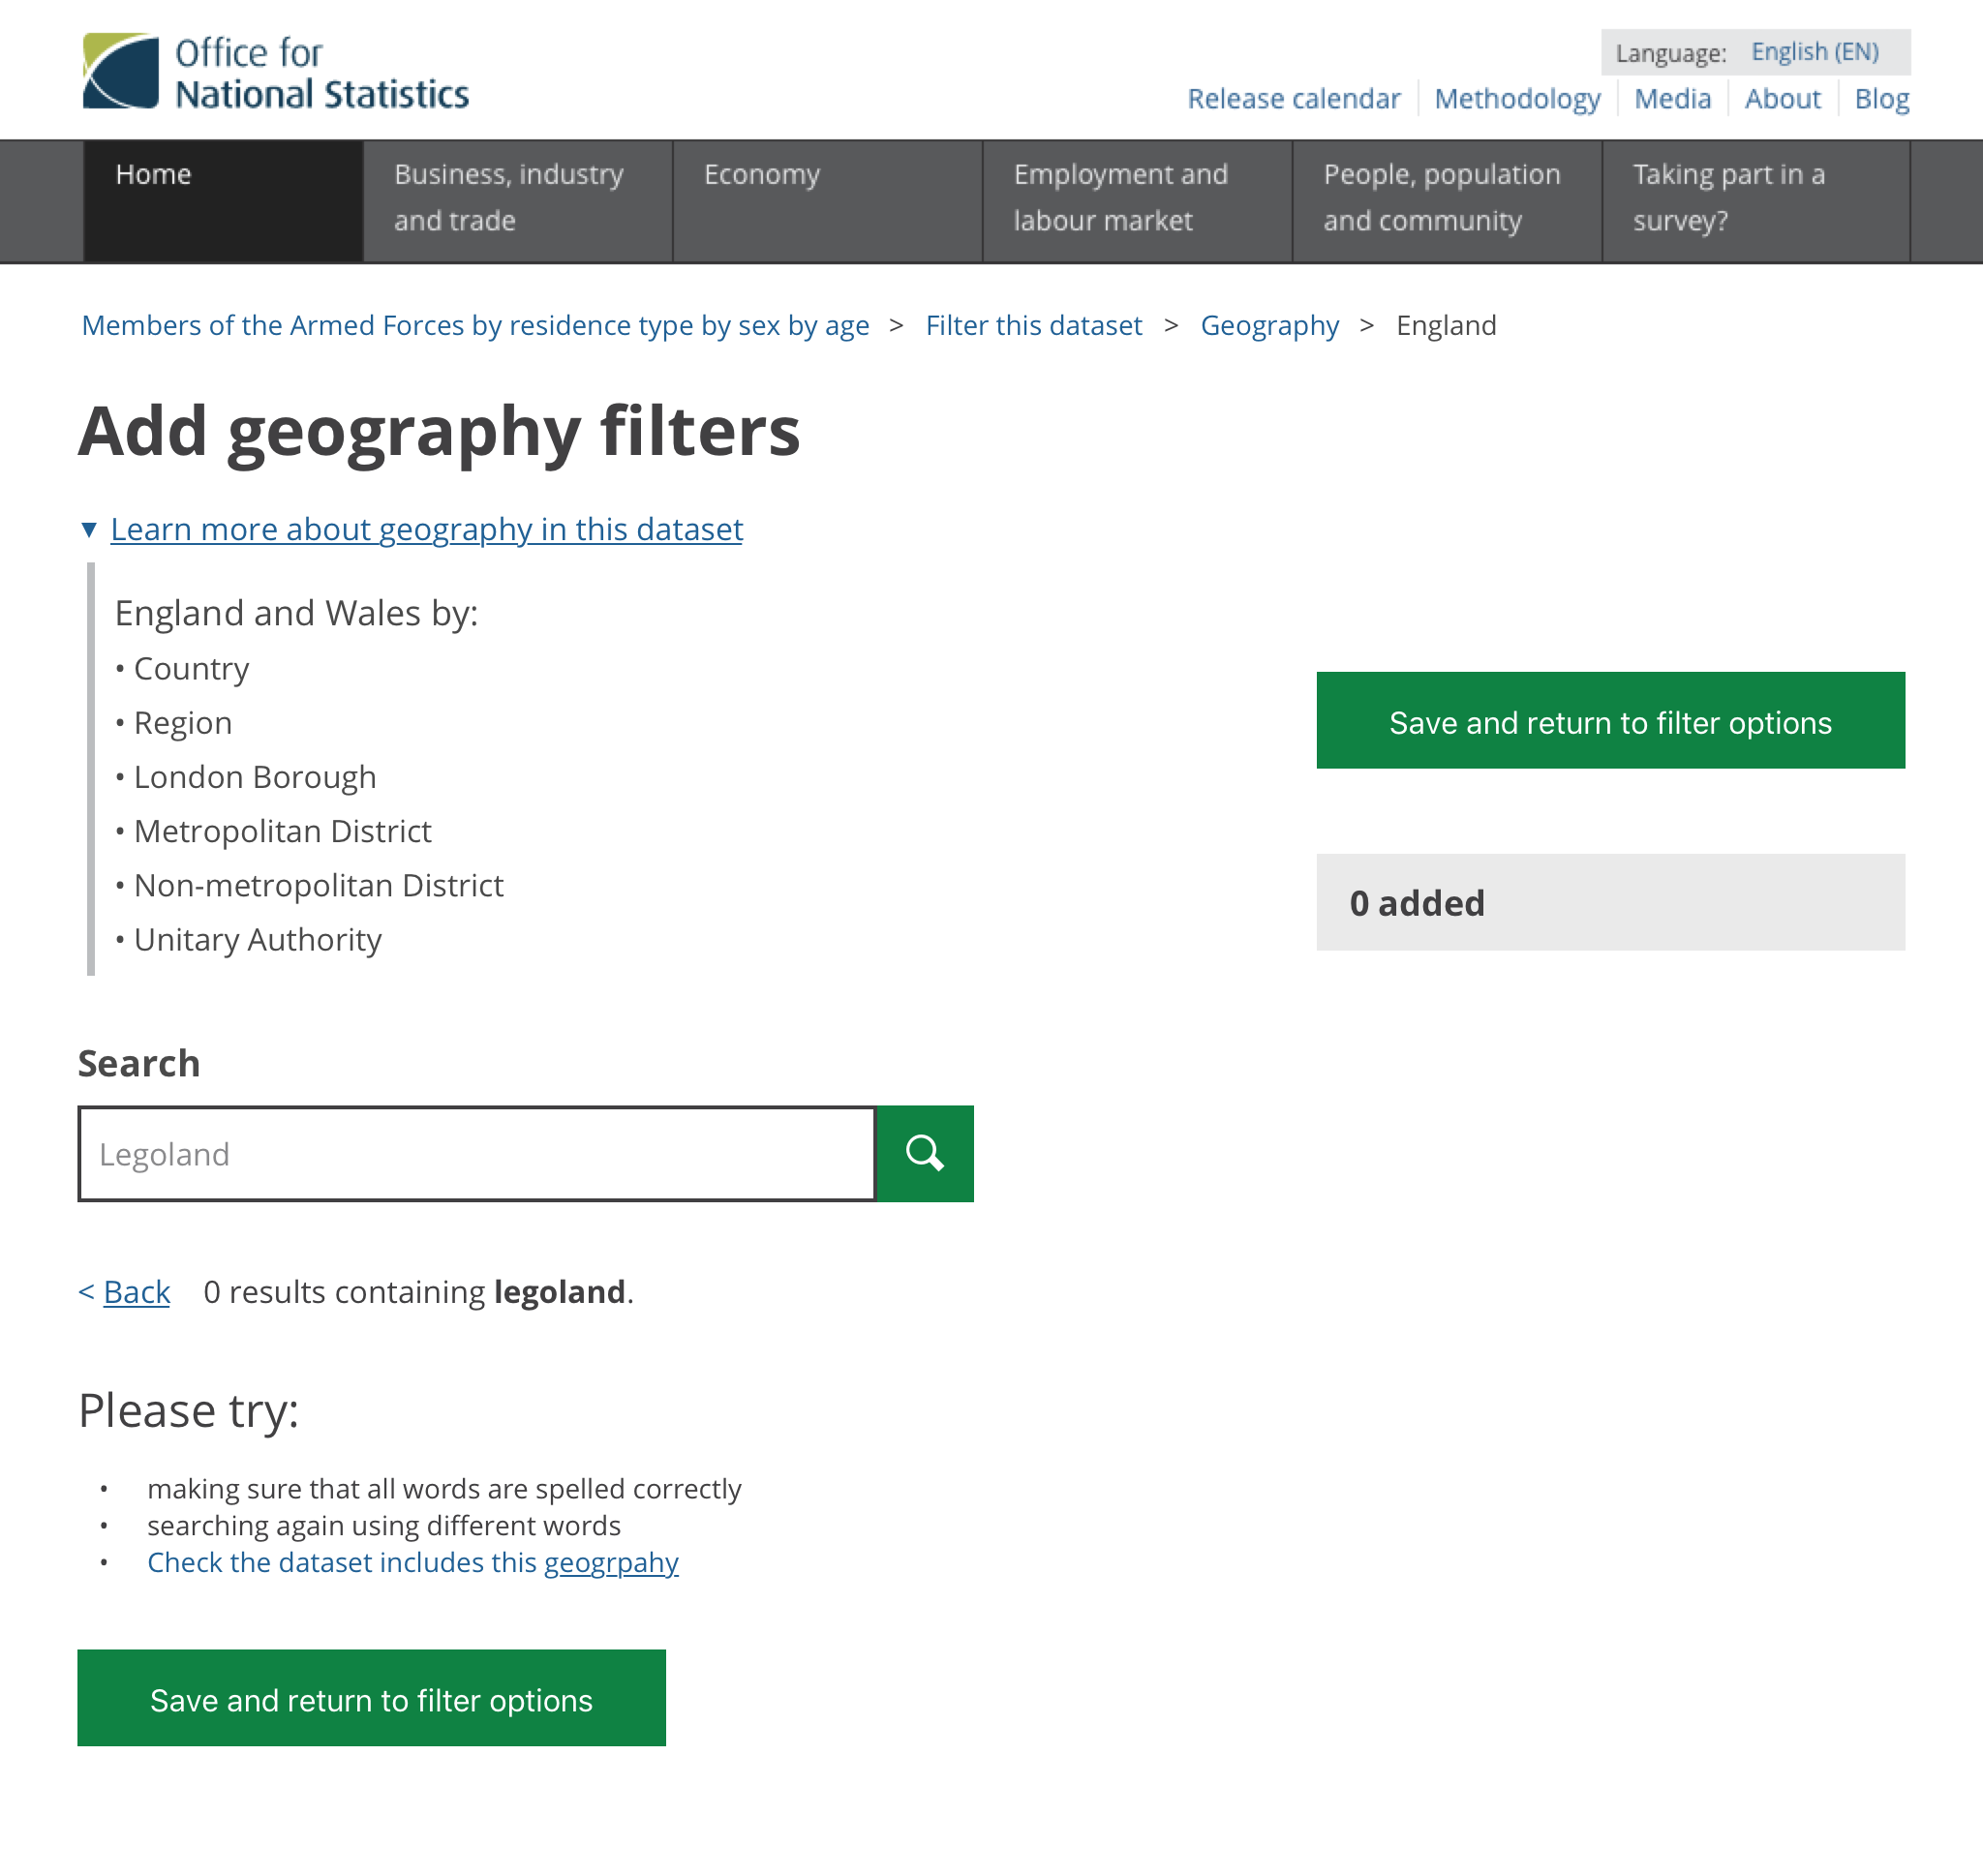 Office for
National Statistics
Language: English (EN)
Release calendar Methodology Media About Blog
Home
Business, industry
and trade
Economy
Employment and
labour market
People, population
and community
Taking part in a
survey?
Members of the Armed Forces by residence type by sex by age > Filter this dataset > Geography > England
Add geography filters
▼ Learn more about geography in this dataset
England and Wales by:
• Country
• Region
• London Borough
• Metropolitan District
• Non-metropolitan District
• Unitary Authority
Save and return to filter options
0 added
Search
Legoland
< Back 0 results containing legoland.
Please try:
• making sure that all words are spelled correctly
• searching again using different words
• Check the dataset includes this geogrpahy
Save and return to filter options